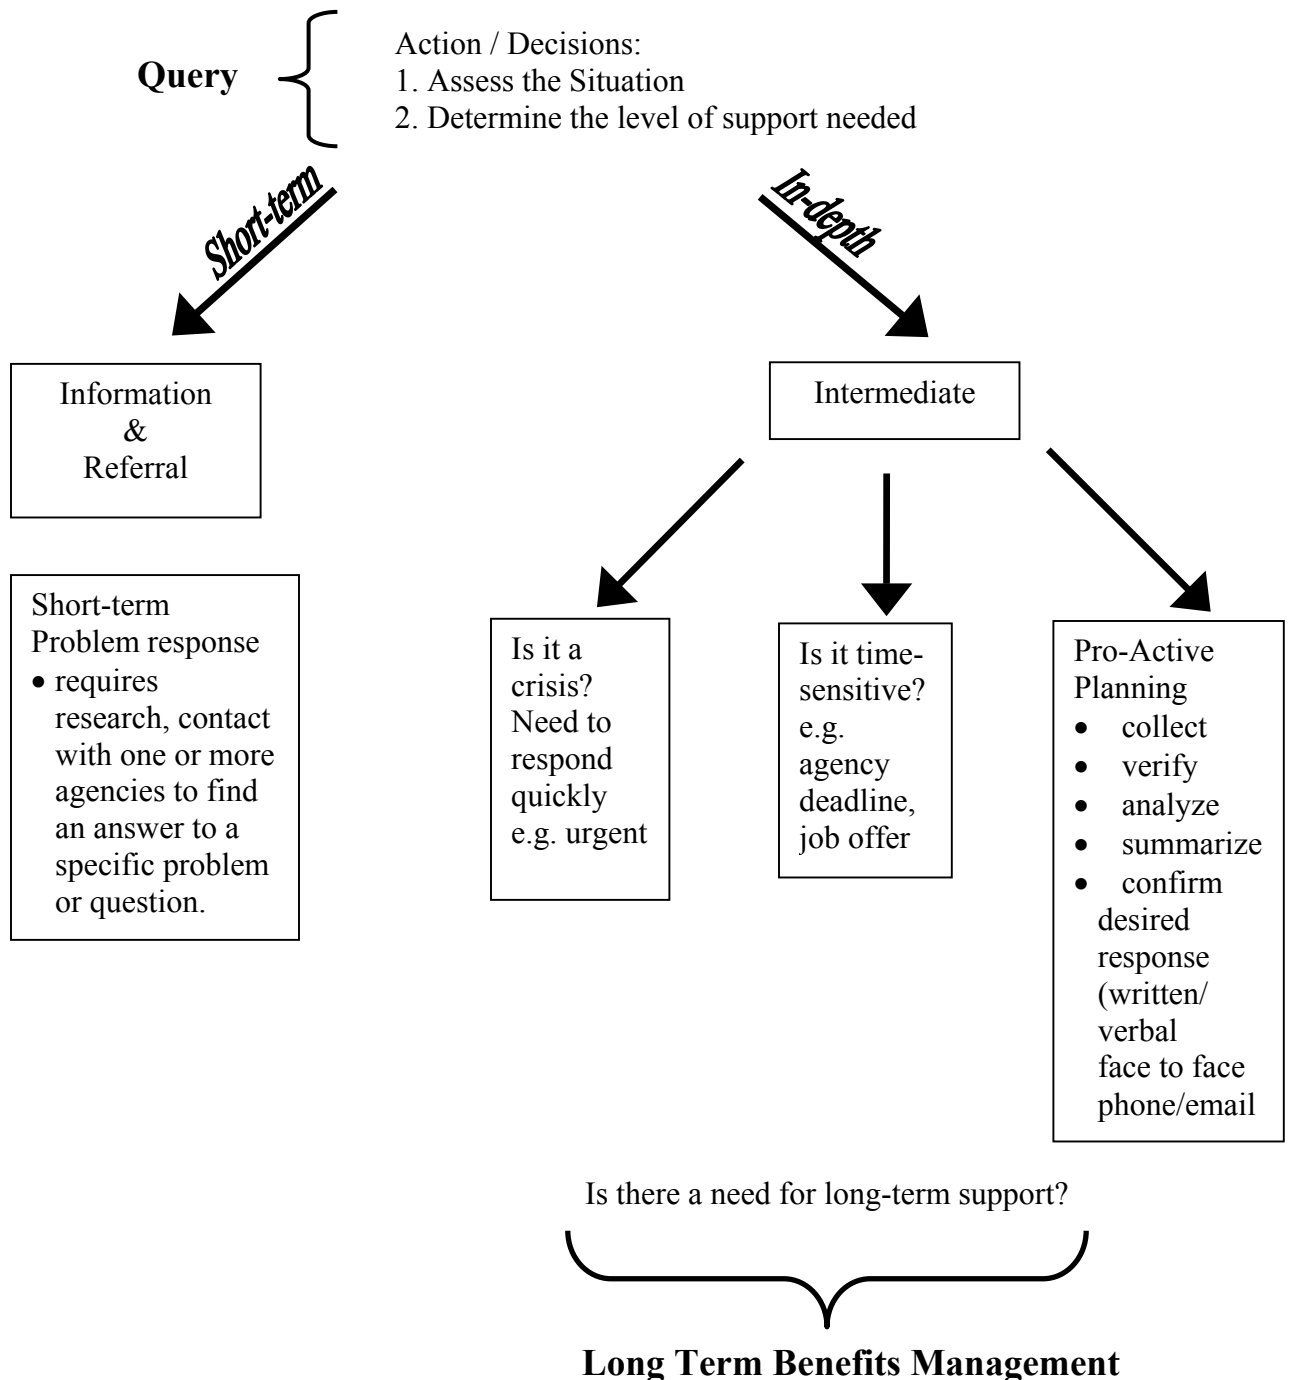 Query
Action / Decisions:
1. Assess the Situation
2. Determine the level of support needed
Short-term
In-depth
Information
&
Referral
Short-term
Problem response
• requires
research, contact
with one or more
agencies to find
an answer to a
specific problem
or question.
Intermediate
Is it a
crisis?
Need to
respond
quickly
e.g. urgent
Is it time-
sensitive?
e.g.
agency
deadline,
job offer
Pro-Active
Planning
• collect
• verify
• analyze
• summarize
• confirm
desired
response
(written/
verbal
face to face
phone/email
Is there a need for long-term support?
Long Term Benefits Management